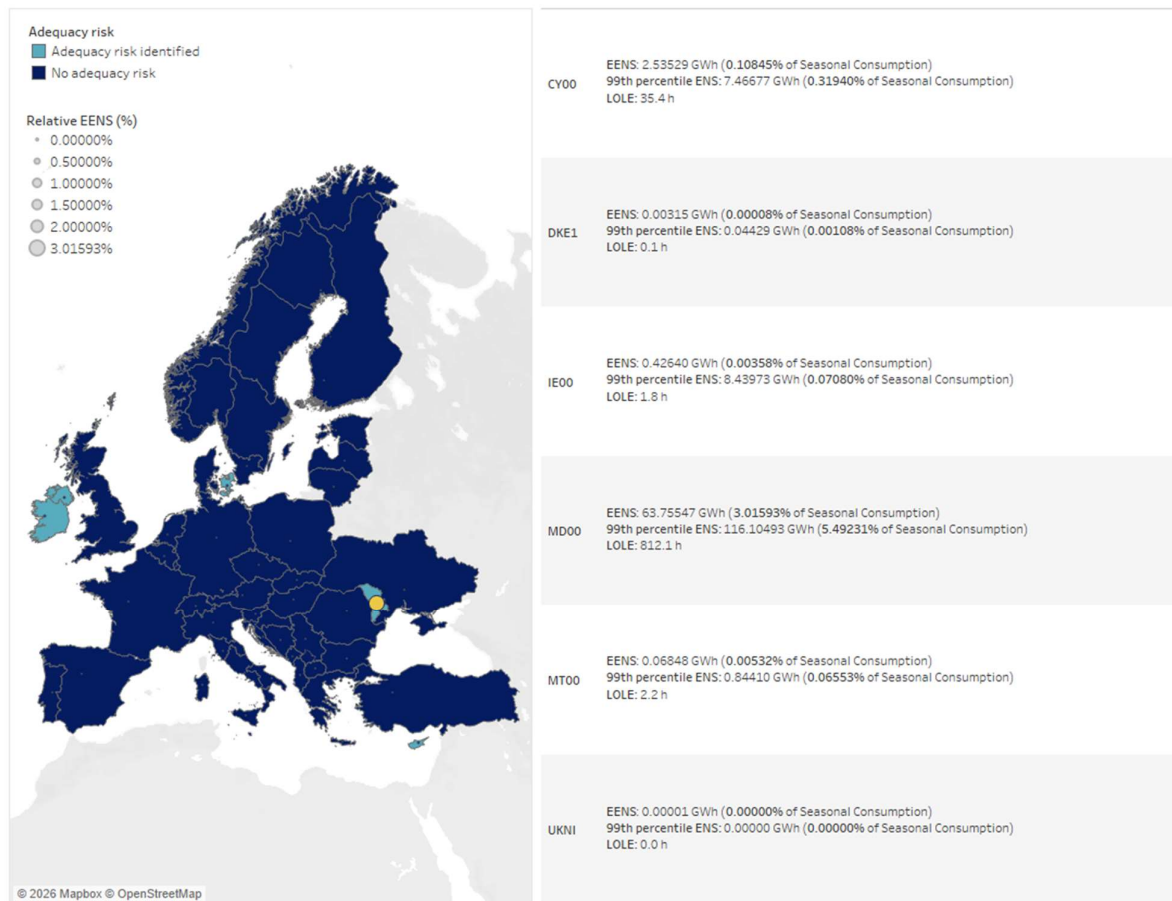 Adequacy risk
Adequacy risk identified
No adequacy risk
Relative EENS (%)
0.00000%
0.50000%
1.00000%
1.50000%
2.00000%
3.01593%
© 2026 Mapbox © OpenStreetMap
CY00
EENS: 2.53529 GWh (0.10845% of Seasonal Consumption)
99th percentile ENS: 7.46677 GWh (0.31940% of Seasonal Consumption)
LOLE: 35.4 h
DKE1
EENS: 0.00315 GWh (0.00008% of Seasonal Consumption)
99th percentile ENS: 0.04429 GWh (0.00108% of Seasonal Consumption)
LOLE: 0.1 h
IE00
EENS: 0.42640 GWh (0.00358% of Seasonal Consumption)
99th percentile ENS: 8.43973 GWh (0.07080% of Seasonal Consumption)
LOLE: 1.8 h
MD00
EENS: 63.75547 GWh (3.01593% of Seasonal Consumption)
99th percentile ENS: 116.10493 GWh (5.49231% of Seasonal Consumption)
LOLE: 812.1 h
MT00
EENS: 0.06848 GWh (0.00532% of Seasonal Consumption)
99th percentile ENS: 0.84410 GWh (0.06553% of Seasonal Consumption)
LOLE: 2.2 h
UKNI
EENS: 0.00001 GWh (0.00000% of Seasonal Consumption)
99th percentile ENS: 0.00000 GWh (0.00000% of Seasonal Consumption)
LOLE: 0.0 h